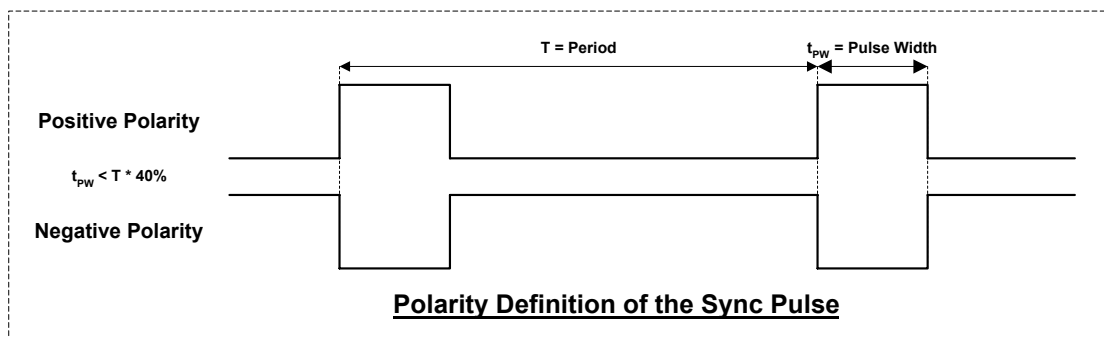 T = Period
tPW = Pulse Width
Positive Polarity
tPW < T * 40%
Negative Polarity
Polarity Definition of the Sync Pulse